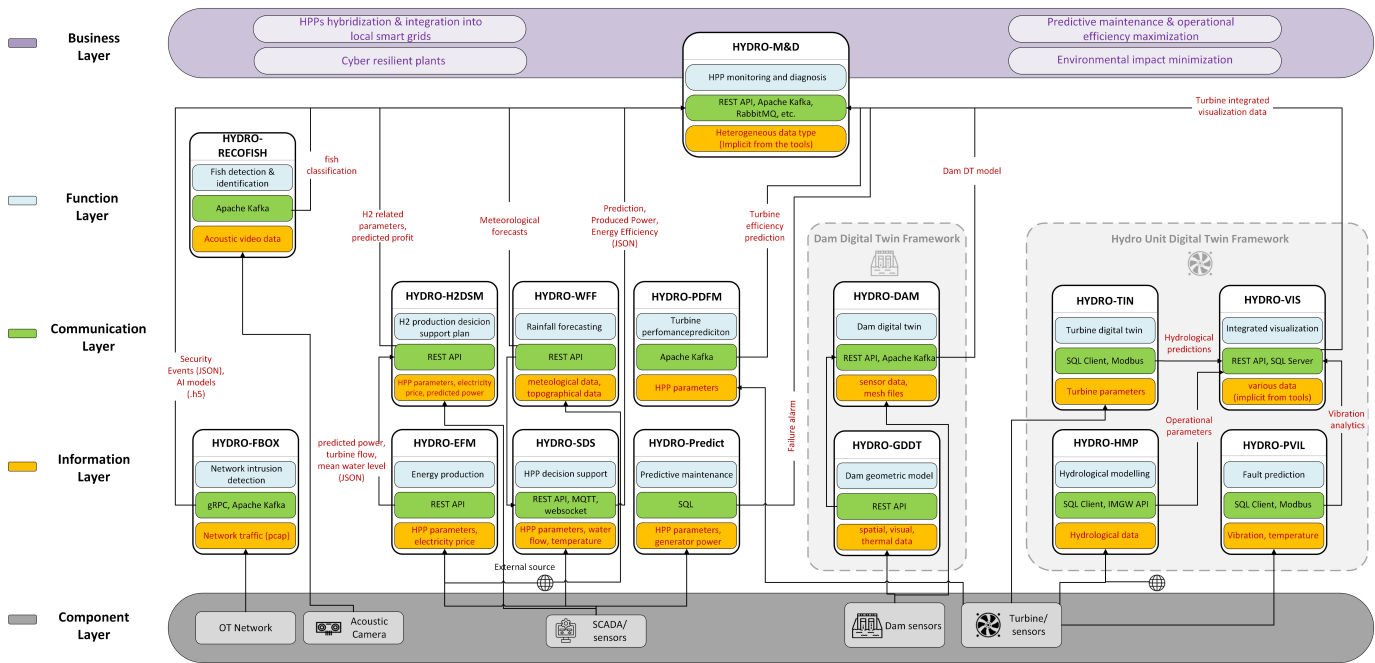 Business
Layer
HPPs hybridization & integration into
local smart grids
Cyber resilient plants
Predictive maintenance & operational
efficiency maximization
Environmental impact minimization
HYDRO-M&D
HPP monitoring and diagnosis
REST API, Apache Kafka,
RabbitMQ, etc.
Heterogeneous data type
(Implicit from the tools)
Turbine integrated
visualization data
Function
Layer
HYDRO-
RECOFISH
Fish detection &
identification
Apache Kafka
Acoustic video data
fish
classification
H2 related
parameters,
predicted profit
Meteorological
forecasts
Prediction,
Produced Power,
Energy Efficiency
(JSON)
Turbine
efficiency
prediction
Dam DT model
Dam Digital Twin Framework
Hydro Unit Digital Twin Framework
Communication
Layer
HYDRO-H2DSM
H2 production desicion
support plan
REST API
HPP parameters, electricity
price, predicted power
HYDRO-WFF
Rainfall forecasting
REST API
meteological data,
topographical data
HYDRO-PDFM
Turbine
perfomanceprediciton
Apache Kafka
HPP parameters
HYDRO-DAM
Dam digital twin
REST API, Apache Kafka
sensor data,
mesh files
HYDRO-TIN
Turbine digital twin
SQL Client, Modbus
Turbine parameters
Hydrological
predictions
HYDRO-VIS
Integrated visualization
REST API, SQL Server
various data
(implicit from tools)
Security
Events (JSON),
AI models
(.h5)
Failure alarm
Operational
parameters
Vibration
analytics
Information
Layer
HYDRO-FBOX
Network intrusion
detection
gRPC, Apache Kafka
Network traffic (pcap)
predicted power,
turbine flow,
mean water level
(JSON)
HYDRO-EFM
Energy production
REST API
HPP parameters,
electricity price
HYDRO-SDS
HPP decision support
REST API, MQTT,
websocket
HPP parameters, water
flow, temperature
HYDRO-Predict
Predictive maintenance
SQL
HPP parameters,
generator power
HYDRO-GDDT
Dam geometric model
REST API
spatial, visual,
thermal data
HYDRO-HMP
Hydrological modelling
SQL Client, IMGW API
Hydrological data
HYDRO-PVIL
Fault prediction
SQL Client, Modbus
Vibration, temperature
External source
Component
Layer
OT Network
Acoustic
Camera
SCADA/
sensors
Dam sensors
Turbine/
sensors